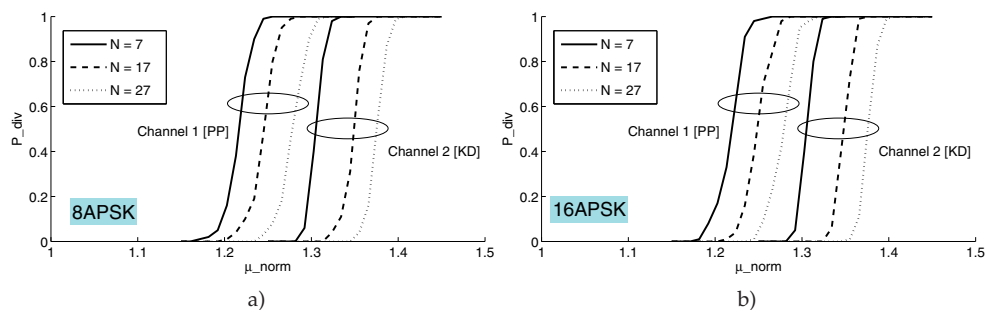 1
0.8
0.6
0.4
0.2
0
P_div
N = 7
N = 17
N = 27
Channel 1 [PP]
Channel 2 [KD]
8APSK
1 1.1 1.2 1.3 1.4 1.5
μ_norm
a)
1
0.8
0.6
0.4
0.2
0
P_div
N = 7
N = 17
N = 27
Channel 1 [PP]
Channel 2 [KD]
16APSK
1 1.1 1.2 1.3 1.4 1.5
μ_norm
b)